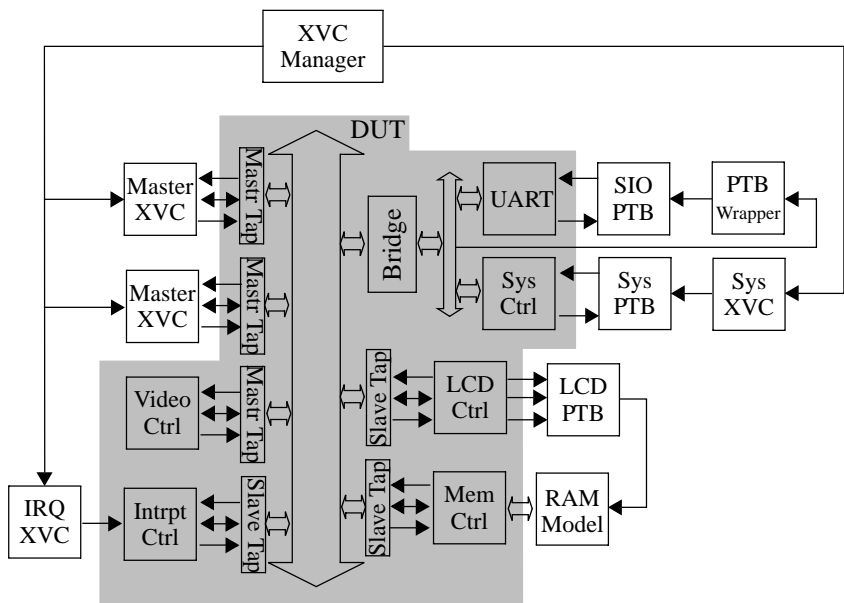 XVC
Manager
DUT
Master
XVC
Mastr Tap
Bridge
UART
SIO
PTB
PTB
Wrapper
Master
XVC
Mastr Tap
Sys
Ctrl
Sys
PTB
Sys
XVC
Video
Ctrl
Mastr Tap
Slave Tap
LCD
Ctrl
LCD
PTB
IRQ
XVC
Intrpt
Ctrl
Slave Tap
Slave Tap
Mem
Ctrl
RAM
Model